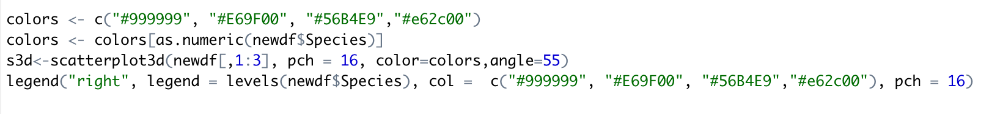 colors <- c("#999999", "#E69F00", "#56B4E9","#e62c00")
colors <- colors[as.numeric(newdf$Species)]
s3d<-scatterplot3d(newdf[,1:3], pch = 16, color=colors,angle=55)
legend("right", legend = levels(newdf$Species), col =  c("#999999", "#E69F00", "#56B4E9","#e62c00"), pch = 16)